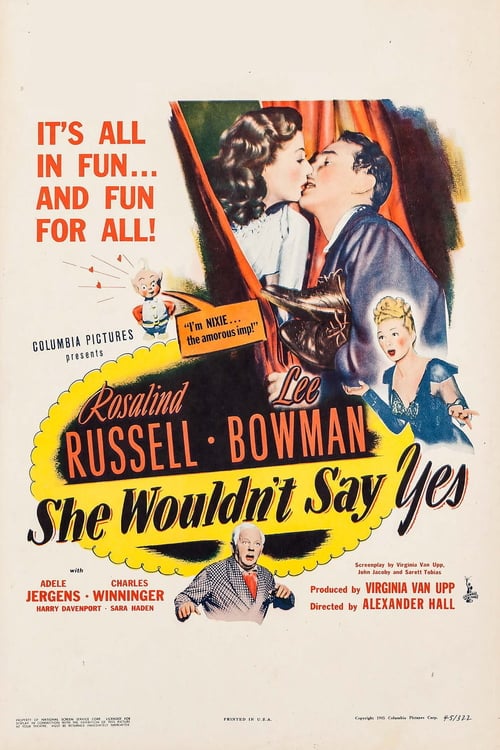 IT'S ALL
IN FUN...
AND FUN
FOR ALL!
"I'm NIXIE...
the amorous imp!"
COLUMBIA PICTURES
presents
Rosalind
RUSSELL ·
Lee
BOWMAN
She Wouldn't Say Yes
with
ADELE
JERGENS ·
CHARLES
WINNINGER
HARRY DAVENPORT · SARA HADEN
Screenplay by Virginia Van Upp,
John Jacoby and Sarett Tobias
Produced by VIRGINIA VAN UPP
Directed by ALEXANDER HALL
PRINTED IN U.S.A.
Copyright 1945 Columbia Pictures Corp.
45/322